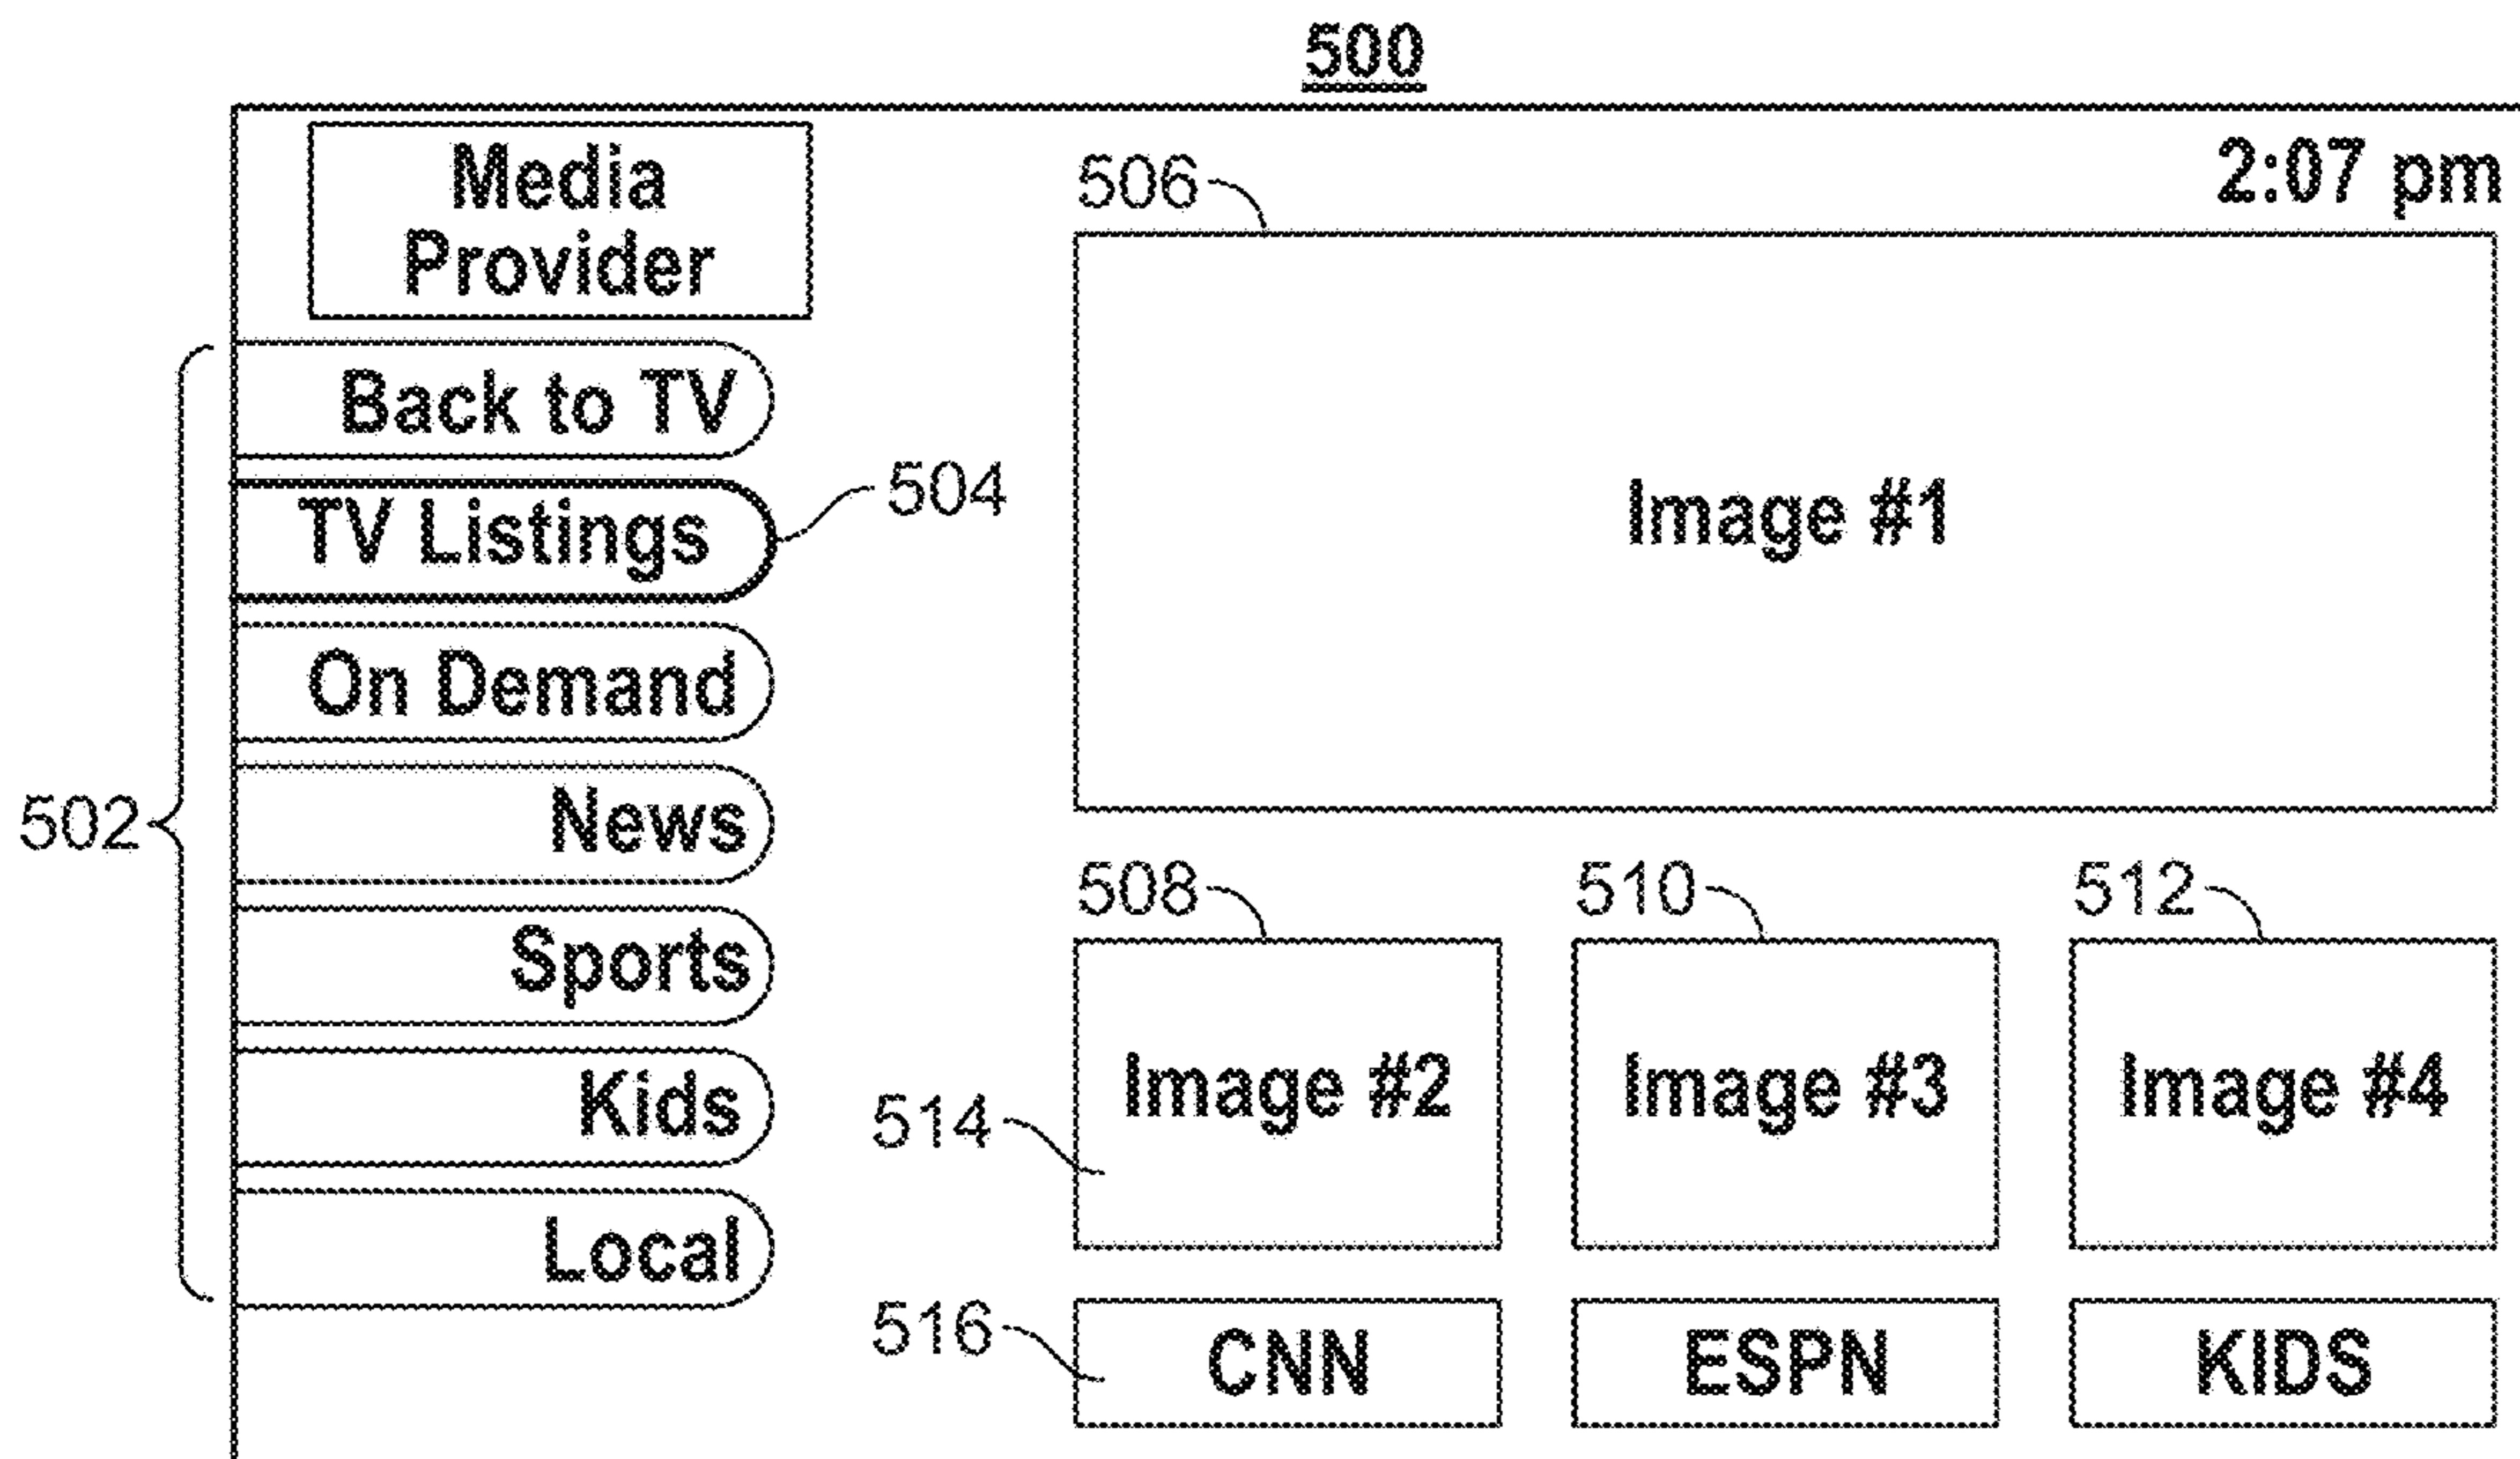 500
2:07 pm
Media
Provider
506
Back to TV
504
TV Listings
Image #1
On Demand
502
News
508
510
512
Sports
Image #2
Image #3
Image #4
514
Kids
Local
516
CNN
ESPN
KIDS